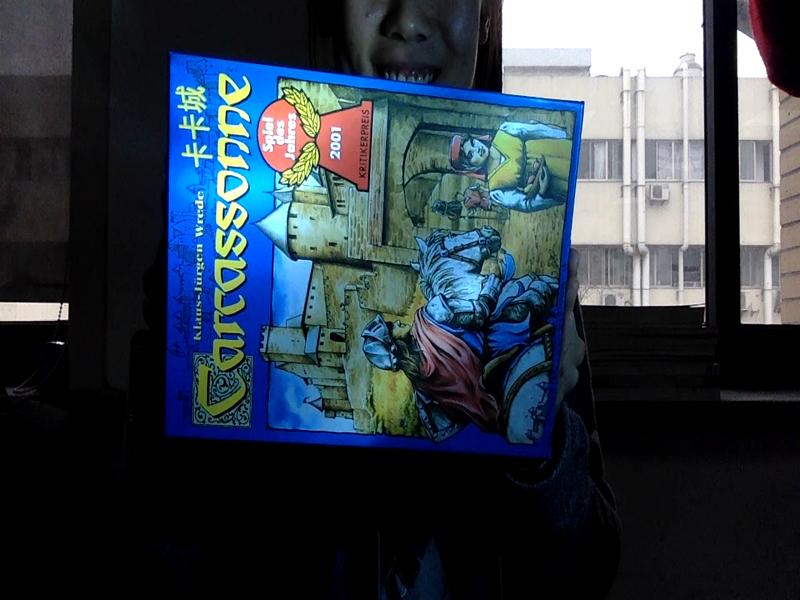 卡卡城
Klaus-Jürgen Wrede
Carcassonne
Spiel
des
Jahres
2001
KRITIKERPREIS